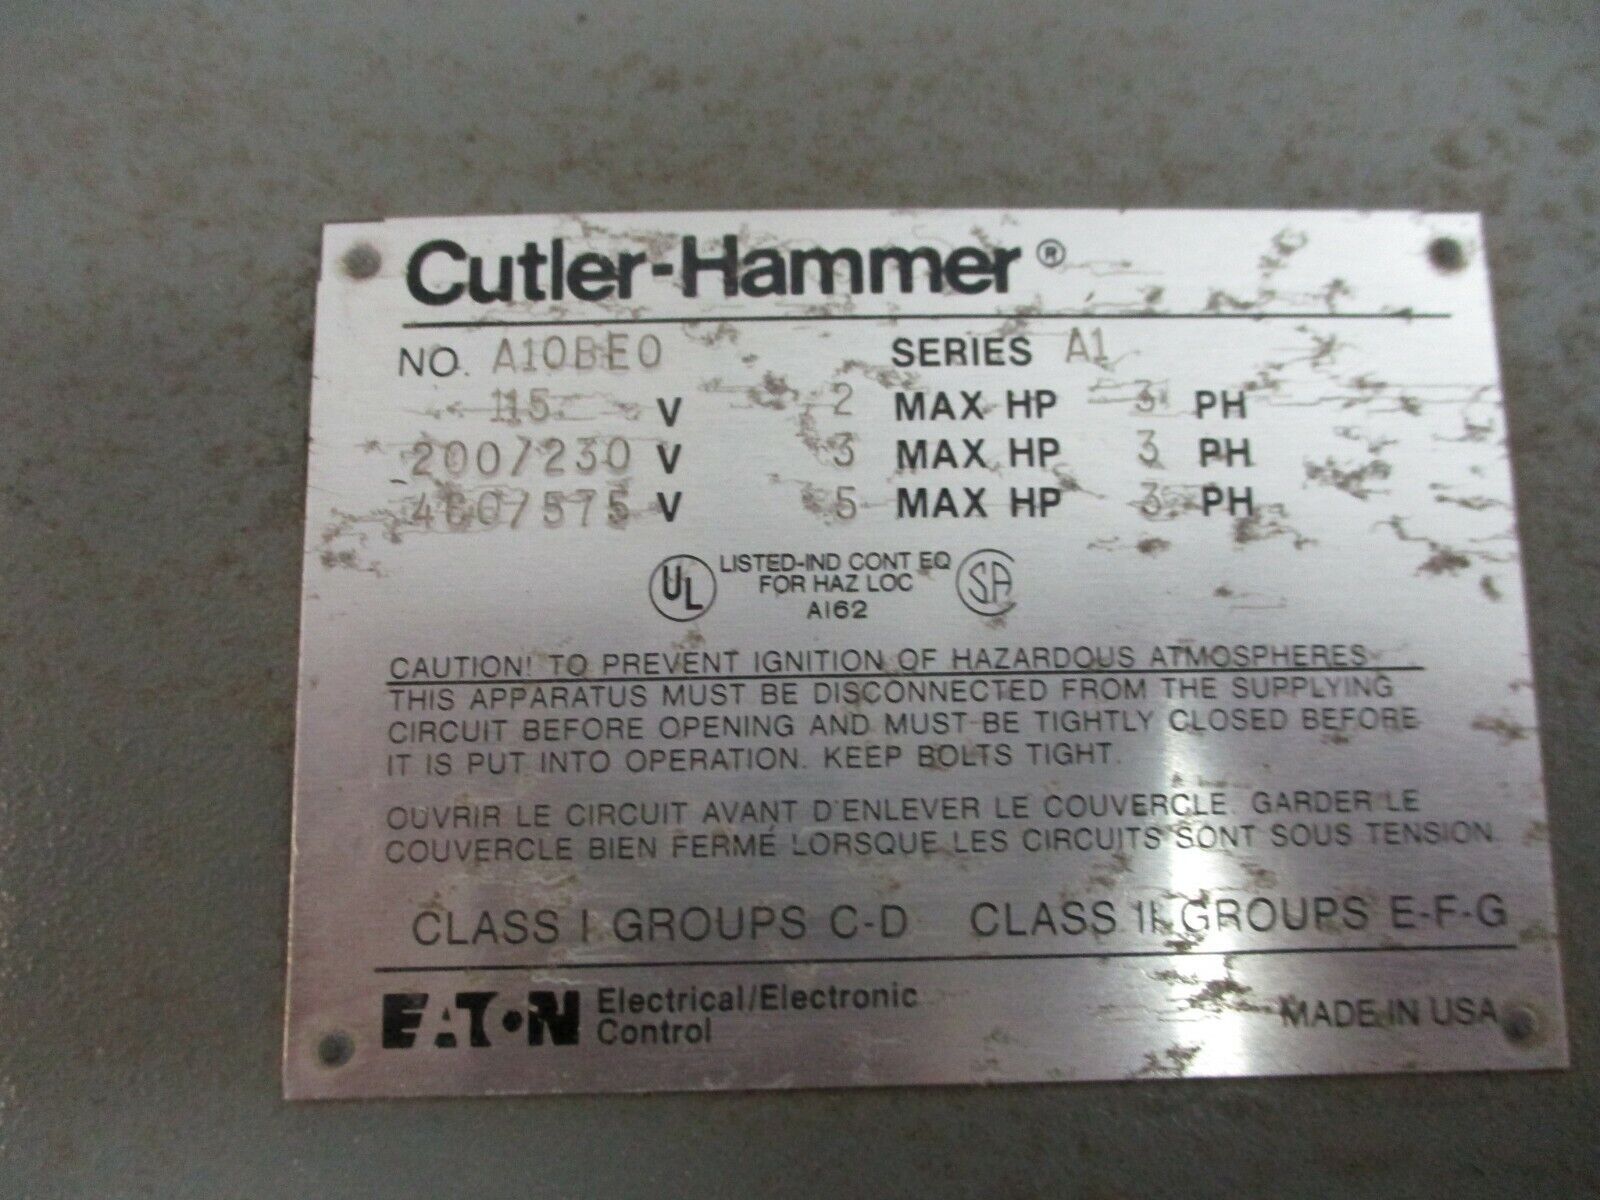 Cutler-Hammer®
NO. A10BE0 SERIES A1
115 V 2 MAX HP 3 PH
200/230 V 3 MAX HP 3 PH
460/575 V 5 MAX HP 3 PH
UL LISTED-IND CONT EQ SA
FOR HAZ LOC
A162
CAUTION! TO PREVENT IGNITION OF HAZARDOUS ATMOSPHERES
THIS APPARATUS MUST BE DISCONNECTED FROM THE SUPPLYING
CIRCUIT BEFORE OPENING AND MUST BE TIGHTLY CLOSED BEFORE
IT IS PUT INTO OPERATION. KEEP BOLTS TIGHT.
OUVRIR LE CIRCUIT AVANT D'ENLEVER LE COUVERCLE. GARDER LE
COUVERCLE BIEN FERMÉ LORSQUE LES CIRCUITS SONT SOUS TENSION.
CLASS I GROUPS C-D CLASS II GROUPS E-F-G
EATON Electrical/Electronic
Control
MADE IN USA